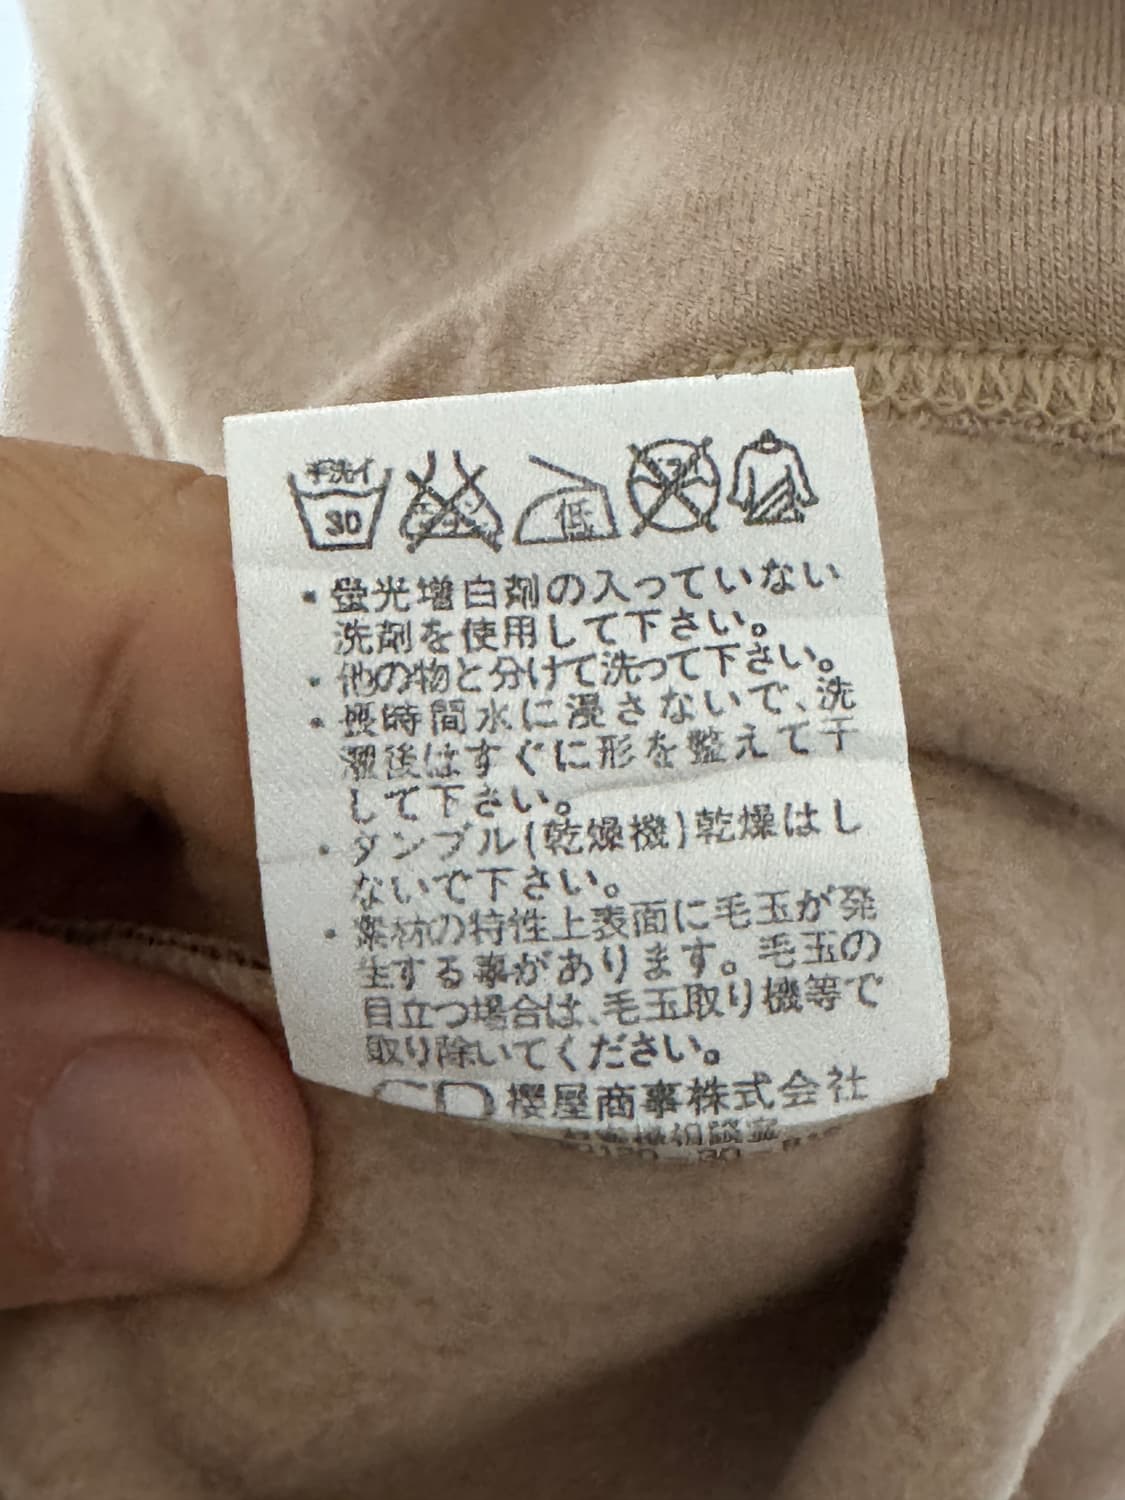 手洗イ
30
低
・蛍光増白剤の入っていない
洗剤を使用して下さい。
・他の物と分けて洗って下さい。
・長時間水に浸さないで、洗
濯後はすぐに形を整えて干
して下さい。
・タンブル(乾燥機)乾燥はし
ないで下さい。
・素材の特性上表面に毛玉が発
生する事があります。毛玉の
目立つ場合は、毛玉取り機等で
取り除いてください。
櫻屋商事株式会社